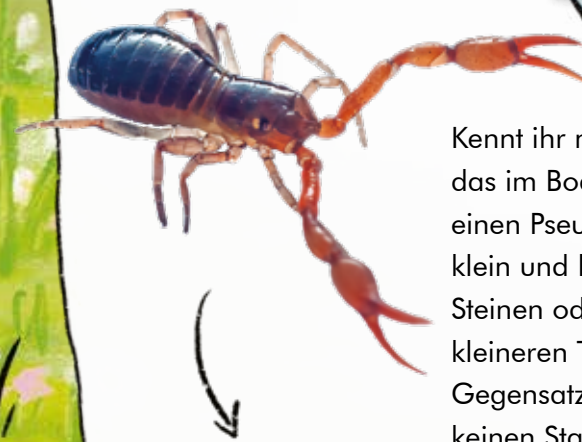 Kennt ihr
das im
einen
klein und
Steinen
kleineren
Gegensatz
keinen